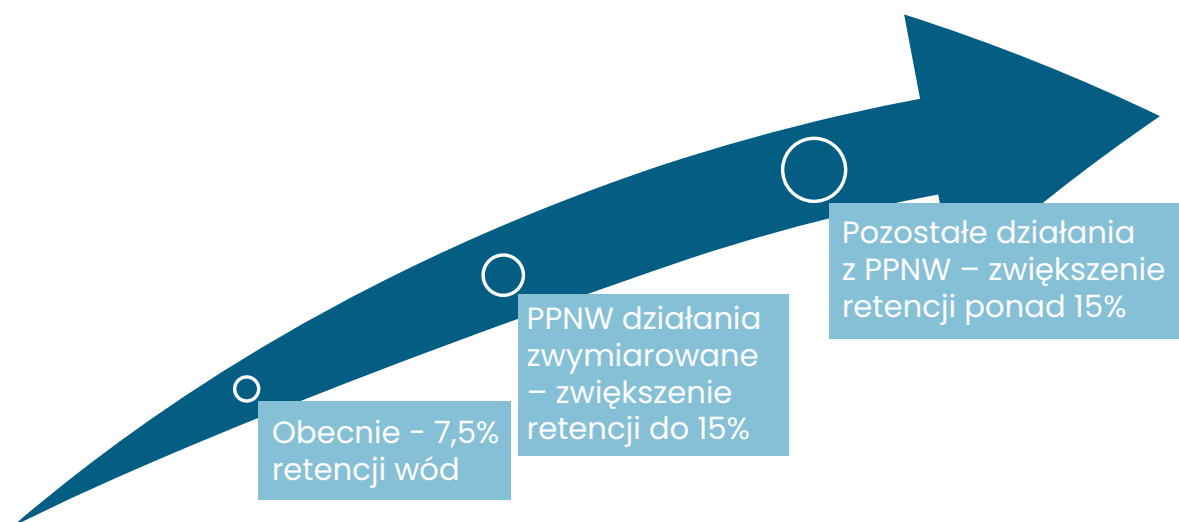 Obecnie - 7,5%
retencji wód
PPNW działania
zwymiarowane
– zwiększenie
retencji do 15%
Pozostałe działania
z PPNW – zwiększenie
retencji ponad 15%